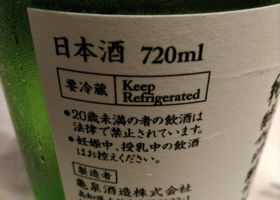 日本酒 720ml
要冷蔵 Keep
Refrigerated
●20歳未満の者の飲酒は
法律で禁止されています。
●妊娠中、授乳中の飲酒
はお控えください。
製造者
亀泉酒造株式会社